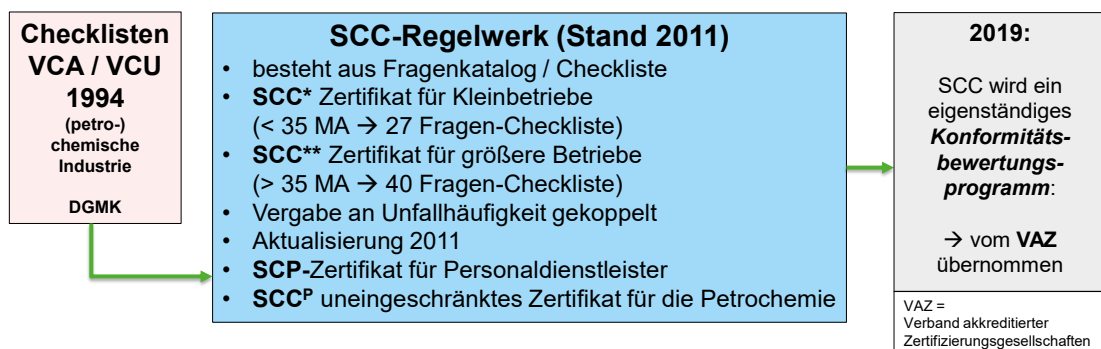 Checklisten
VCA / VCU
1994
(petro-)
chemische
Industrie
DGMK
SCC-Regelwerk (Stand 2011)
• besteht aus Fragenkatalog / Checkliste
• SCC* Zertifikat für Kleinbetriebe
(< 35 MA → 27 Fragen-Checkliste)
• SCC** Zertifikat für größere Betriebe
(> 35 MA → 40 Fragen-Checkliste)
• Vergabe an Unfallhäufigkeit gekoppelt
• Aktualisierung 2011
• SCP-Zertifikat für Personaldienstleister
• SCCᴾ uneingeschränktes Zertifikat für die Petrochemie
2019:
SCC wird ein
eigenständiges
Konformitäts-
bewertungs-
programm:
→ vom VAZ
übernommen
VAZ =
Verband akkreditierter
Zertifizierungsgesellschaften